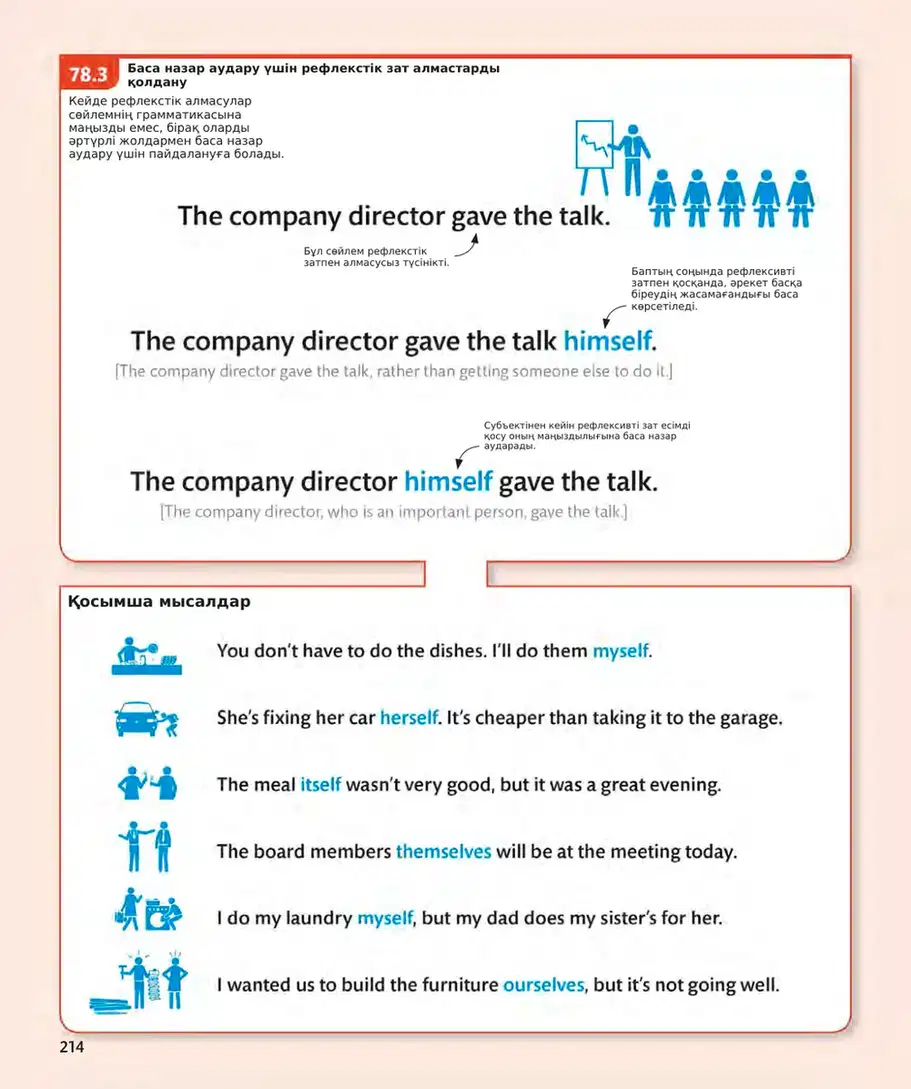 78.3
Баса назар аудару үшін рефлекстік зат алмастарды
қолдану
Кейде рефлекстік алмасулар
сөйлемнің грамматикасына
маңызды емес, бірақ оларды
әртүрлі жолдармен баса назар
аудару үшін пайдалануға болады.
The company director gave the talk.
Бұл сөйлем рефлекстік
затпен алмасусыз түсінікті.
Баптың соңында рефлексивті
затпен қосқанда, әрекет басқа
біреудің жасамағандығы баса
көрсетіледі.
The company director gave the talk himself.
[The company director gave the talk, rather than getting someone else to do it.]
Субъектінен кейін рефлексивті зат есімді
қосу оның маңыздылығына баса назар
аударады.
The company director himself gave the talk.
[The company director, who is an important person, gave the talk.]
Қосымша мысалдар
You don't have to do the dishes. I'll do them myself.
She's fixing her car herself. It's cheaper than taking it to the garage.
The meal itself wasn't very good, but it was a great evening.
The board members themselves will be at the meeting today.
I do my laundry myself, but my dad does my sister's for her.
I wanted us to build the furniture ourselves, but it's not going well.
214